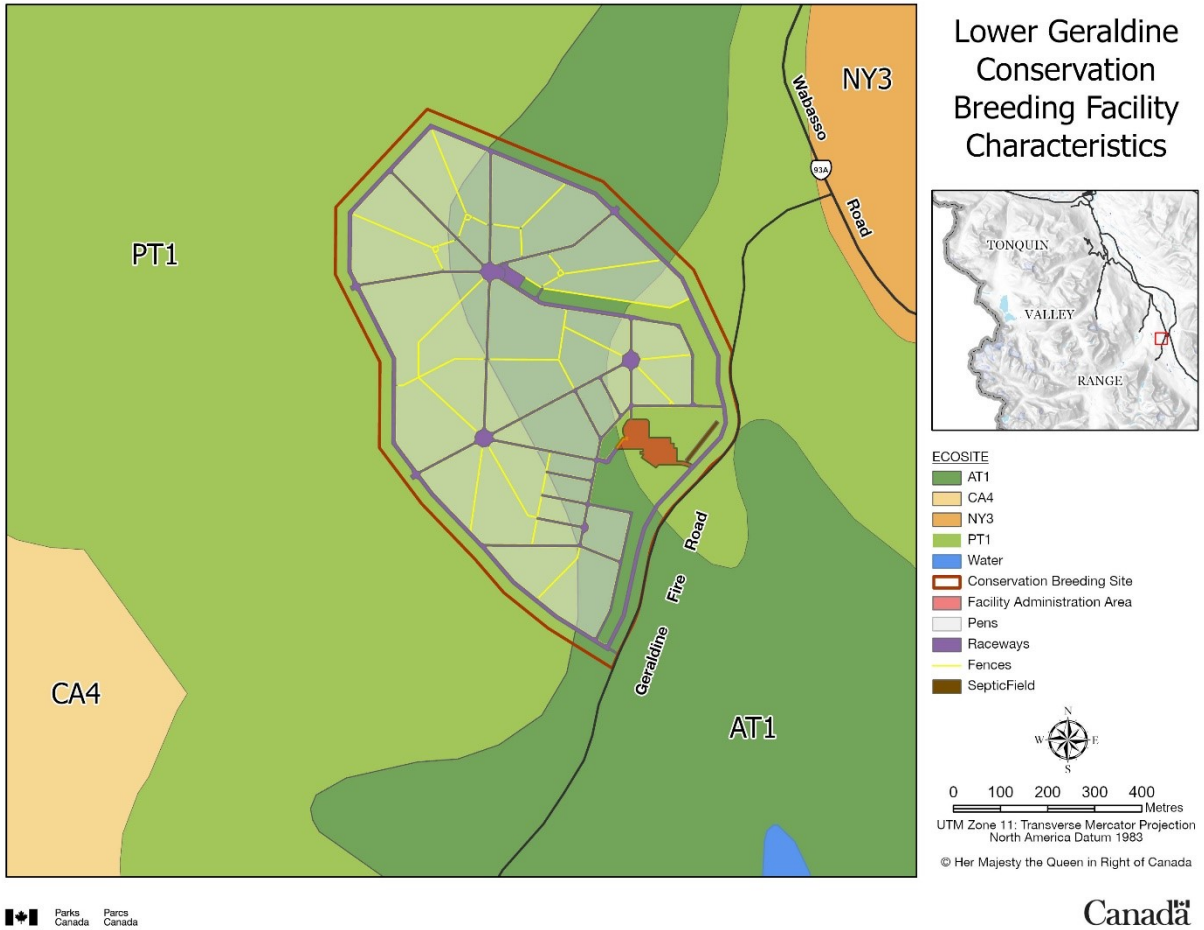 Lower Geraldine
Conservation
Breeding Facility
Characteristics
NY3
Wabasso
93A
Road
PT1
Geraldine Fire Road
CA4
AT1
TONQUIN
VALLEY
RANGE
ECOSITE
AT1
CA4
NY3
PT1
Water
Conservation Breeding Site
Facility Administration Area
Pens
Raceways
Fences
SepticField
N
W E
S
0 100 200 300 400
Metres
UTM Zone 11: Transverse Mercator Projection
North America Datum 1983
© Her Majesty the Queen in Right of Canada
Parks Parcs
Canada Canada
Canada